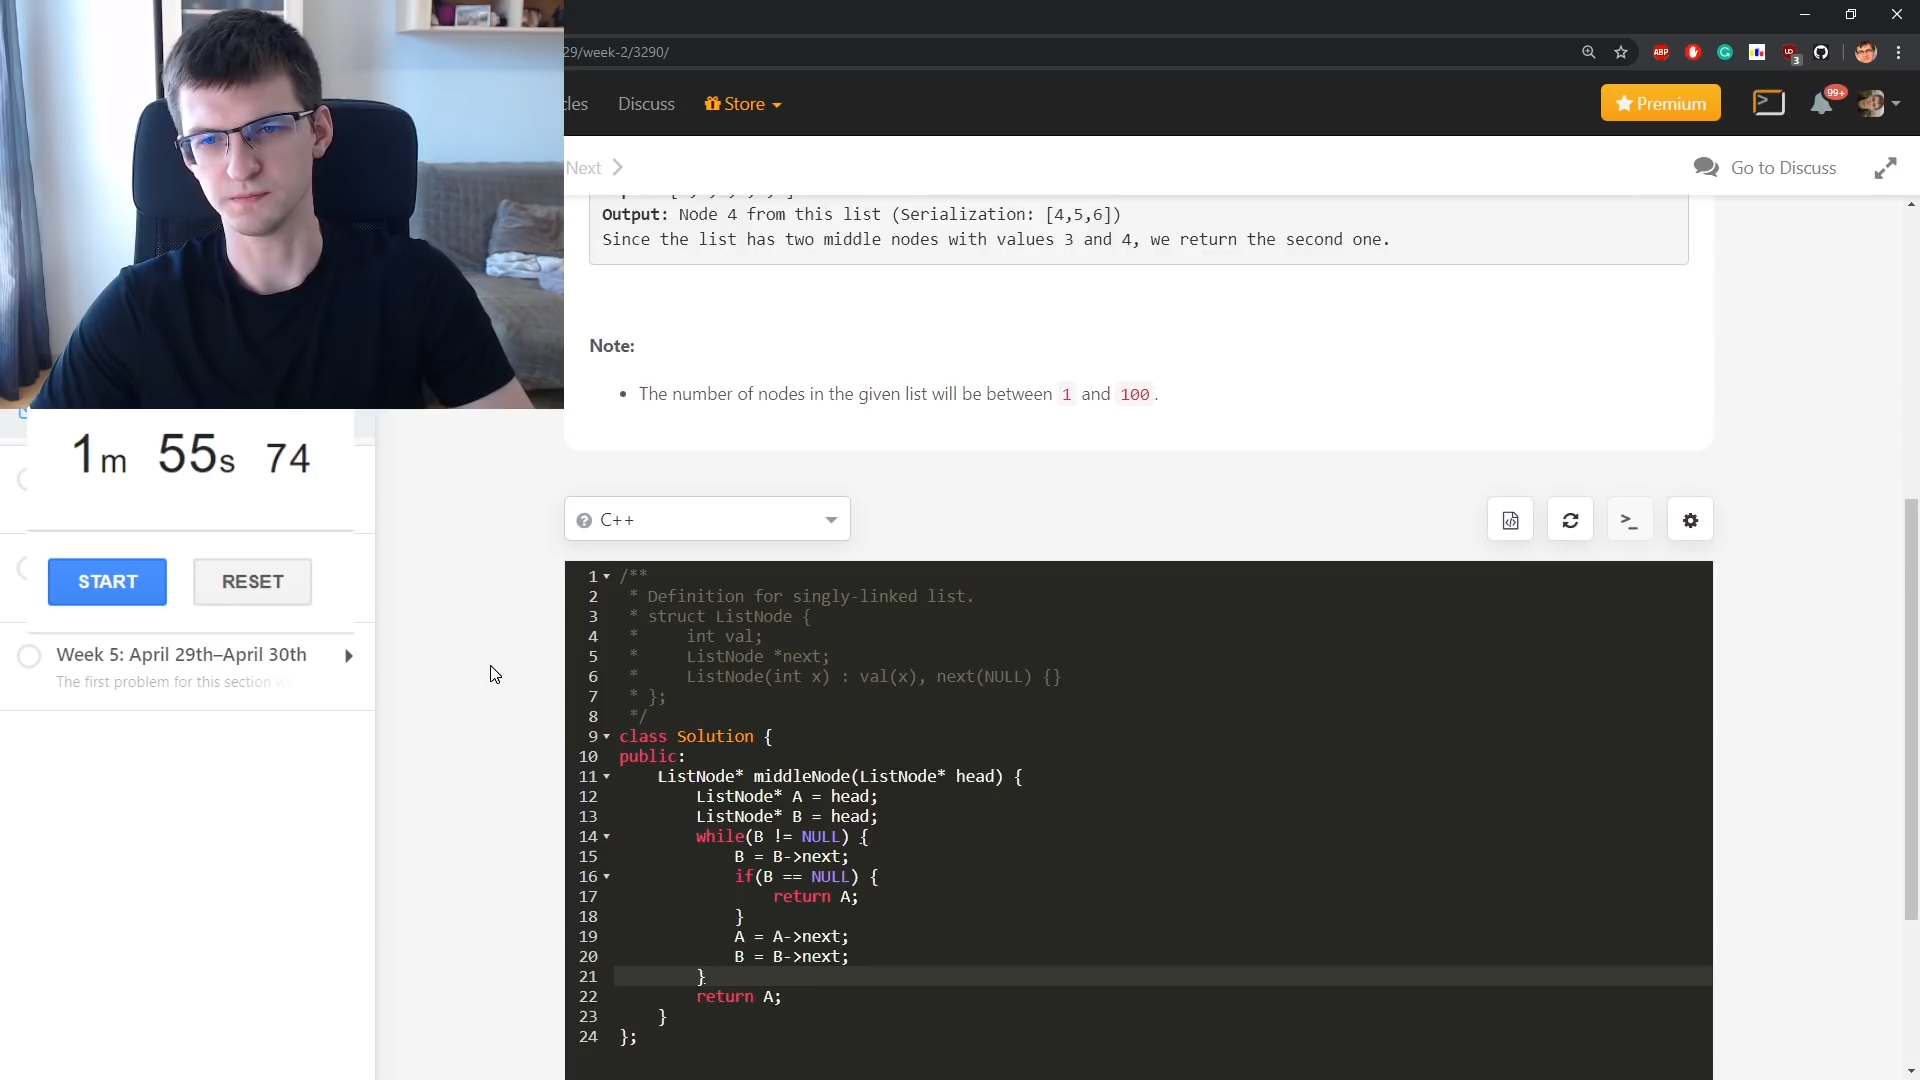 29/week-2/3290/
ABP
UD
3
cles
Discuss
Store
Premium
99+
Next
Go to Discuss
Output: Node 4 from this list (Serialization: [4,5,6])
Since the list has two middle nodes with values 3 and 4, we return the second one.
Note:
• The number of nodes in the given list will be between 1 and 100.
1m 55s 74
START
RESET
Week 5: April 29th–April 30th
The first problem for this section
C++
1 /**
2 * Definition for singly-linked list.
3 * struct ListNode {
4 *     int val;
5 *     ListNode *next;
6 *     ListNode(int x) : val(x), next(NULL) {}
7 * };
8 */
9 class Solution {
10 public:
11     ListNode* middleNode(ListNode* head) {
12         ListNode* A = head;
13         ListNode* B = head;
14         while(B != NULL) {
15             B = B->next;
16             if(B == NULL) {
17                 return A;
18             }
19             A = A->next;
20             B = B->next;
21         }
22         return A;
23     }
24 };